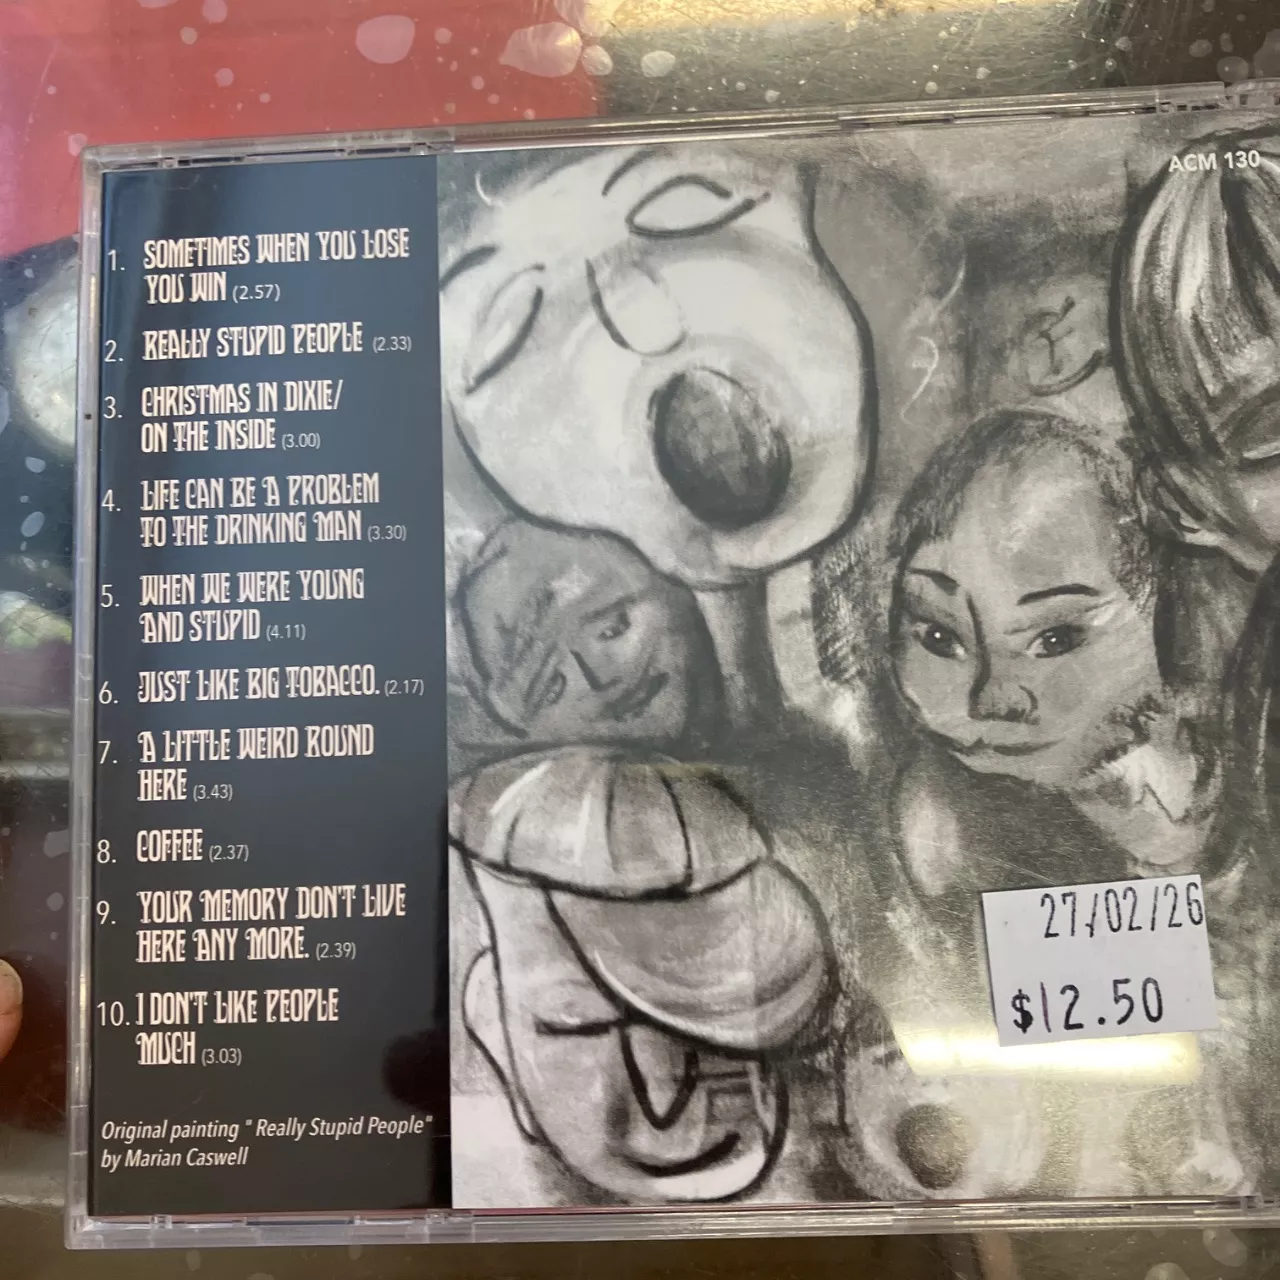 1. SOMETIMES WHEN YOU LOSE
YOU WIN (2.57)
2. REALLY STUPID PEOPLE (2.33)
3. CHRISTMAS IN DIXIE/
ON THE INSIDE (3.00)
4. LIFE CAN BE A PROBLEM
TO THE DRINKING MAN (3.30)
5. WHEN WE WERE YOUNG
AND STUPID (4.11)
6. JUST LIKE BIG TOBACCO. (2.17)
7. A LITTLE WEIRD ROUND
HERE (3.43)
8. COFFEE (2.37)
9. YOUR MEMORY DON'T LIVE
HERE ANY MORE. (2.39)
10. I DON'T LIKE PEOPLE
MUCH (3.03)
Original painting " Really Stupid People"
by Marian Caswell
ACM 130
27/02/26
$12.50